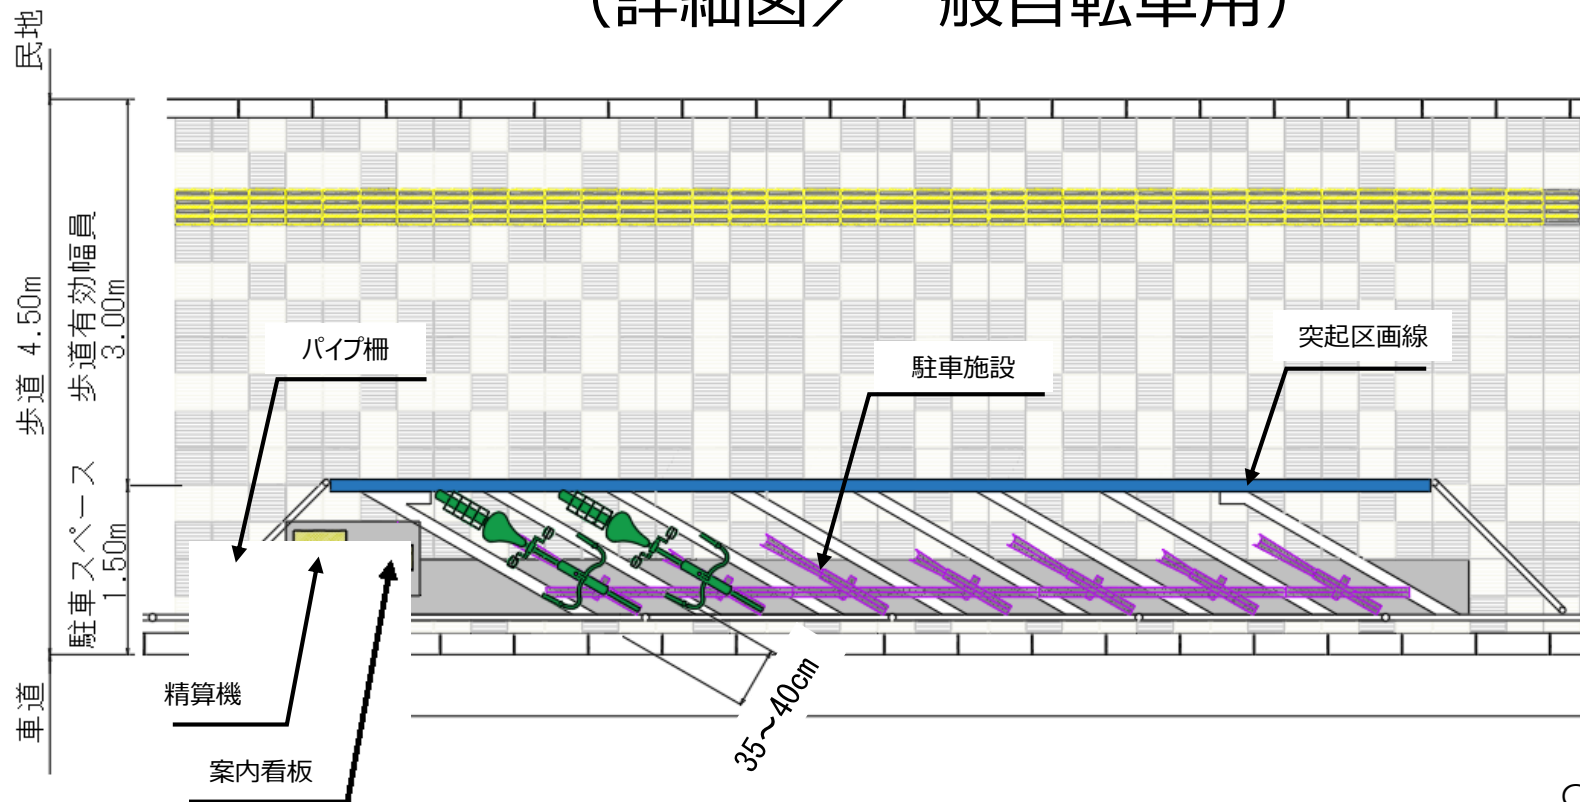 (詳細図/一般自転車用)
民地
歩道 4.50m
歩道有効幅員
3.00m
駐車スペース
1.50m
車道
パイプ柵
駐車施設
突起区画線
精算機
案内看板
35～40cm